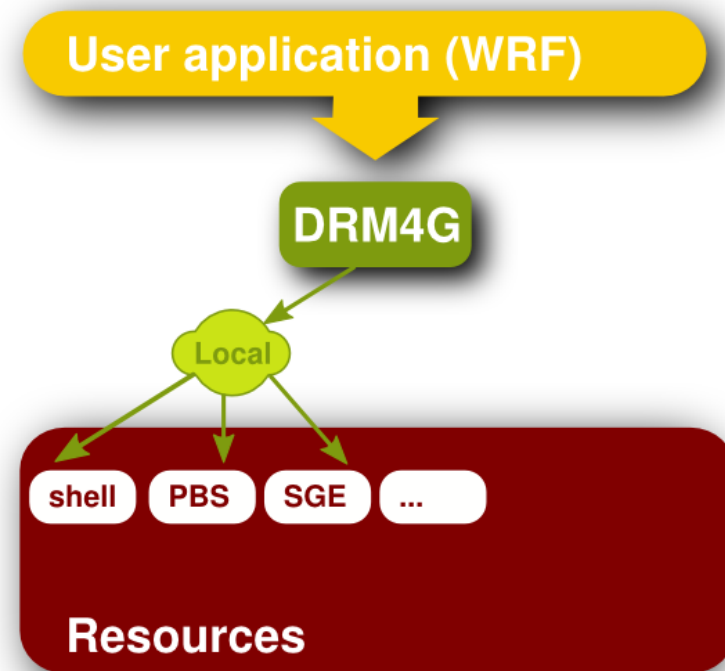 User application (WRF)
DRM4G
Local
shell PBS SGE ...
Resources